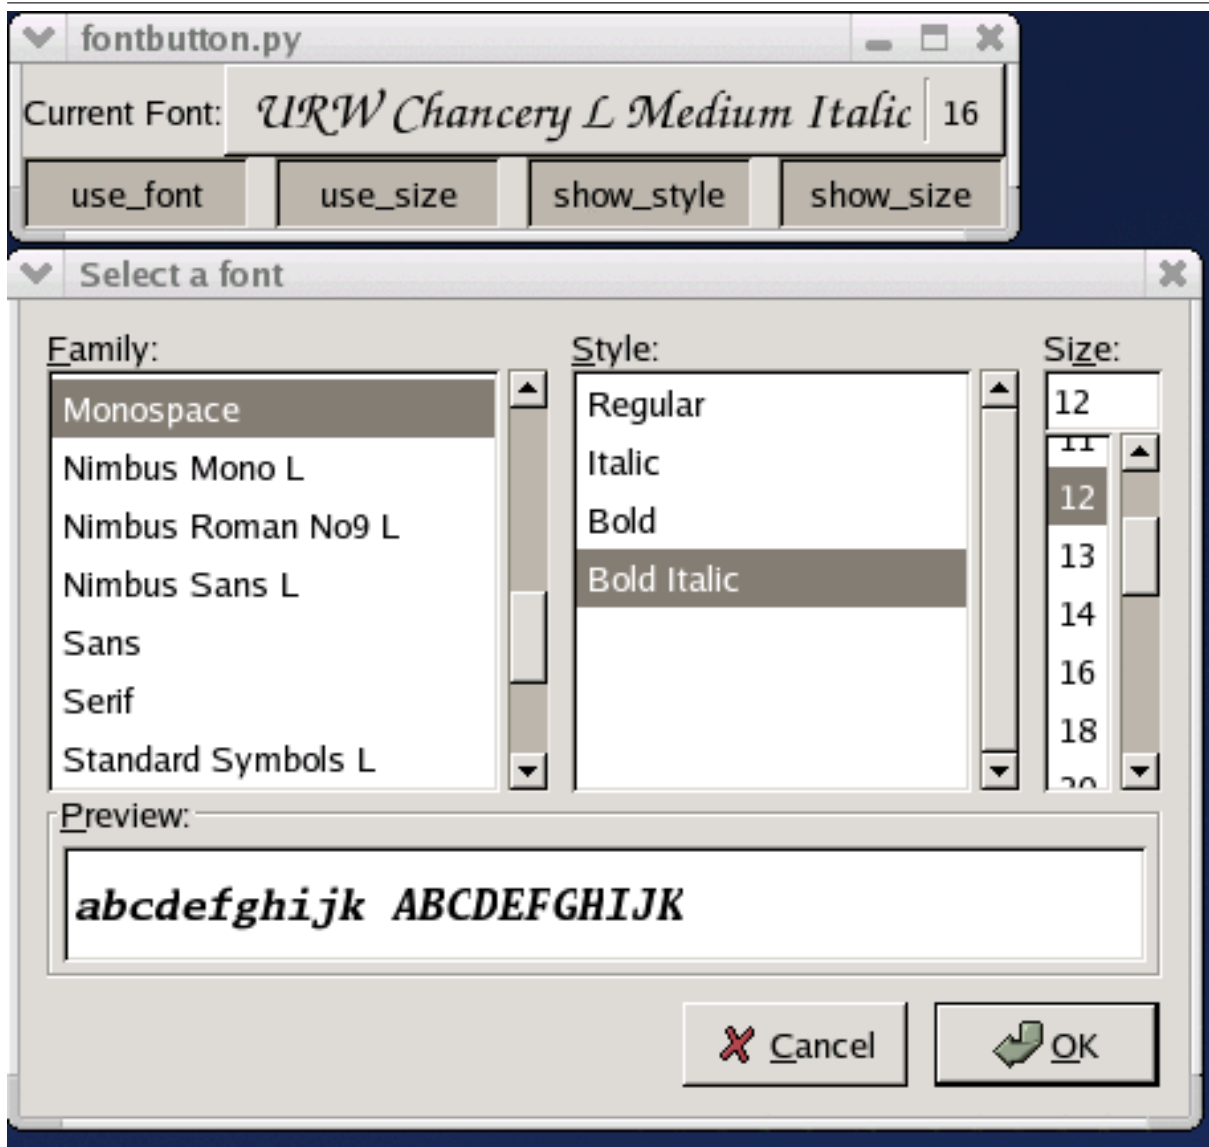 fontbutton.py
Current Font: URW Chancery L Medium Italic 16
use_font use_size show_style show_size
Select a font
Family: Style: Size:
Monospace Regular 12
11
Nimbus Mono L Italic 12
Nimbus Roman No9 L Bold 13
Nimbus Sans L Bold Italic 14
Sans 16
Serif 18
Standard Symbols L 20
Preview:
abcdefghijk ABCDEFGHIJK
Cancel OK